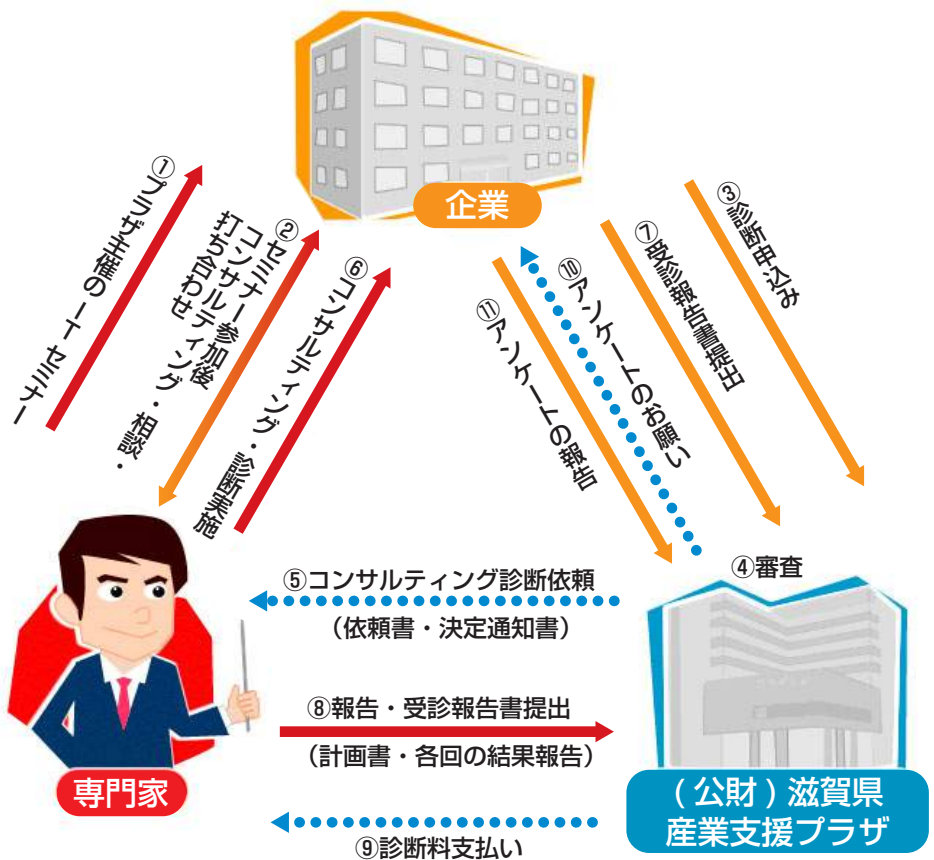 企業
①プラザ主催のITセミナー
②セミナー参加後
コンサルティング・相談・
打ち合わせ
⑥コンサルティング・診断実施
⑪アンケートの報告
⑩アンケートのお願い
⑦受診報告書提出
③診断申込み
④審査
⑤コンサルティング診断依頼
（依頼書・決定通知書）
⑧報告・受診報告書提出
（計画書・各回の結果報告）
専門家
（公財）滋賀県
産業支援プラザ
⑨診断料支払い